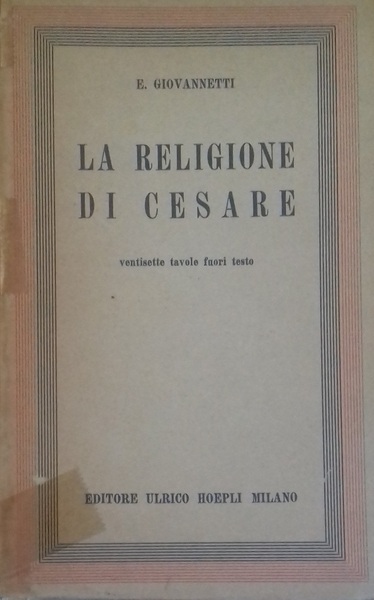 E. GIOVANNETTI
LA RELIGIONE
DI CESARE
ventisette tavole fuori testo
EDITORE ULRICO HOEPLI MILANO